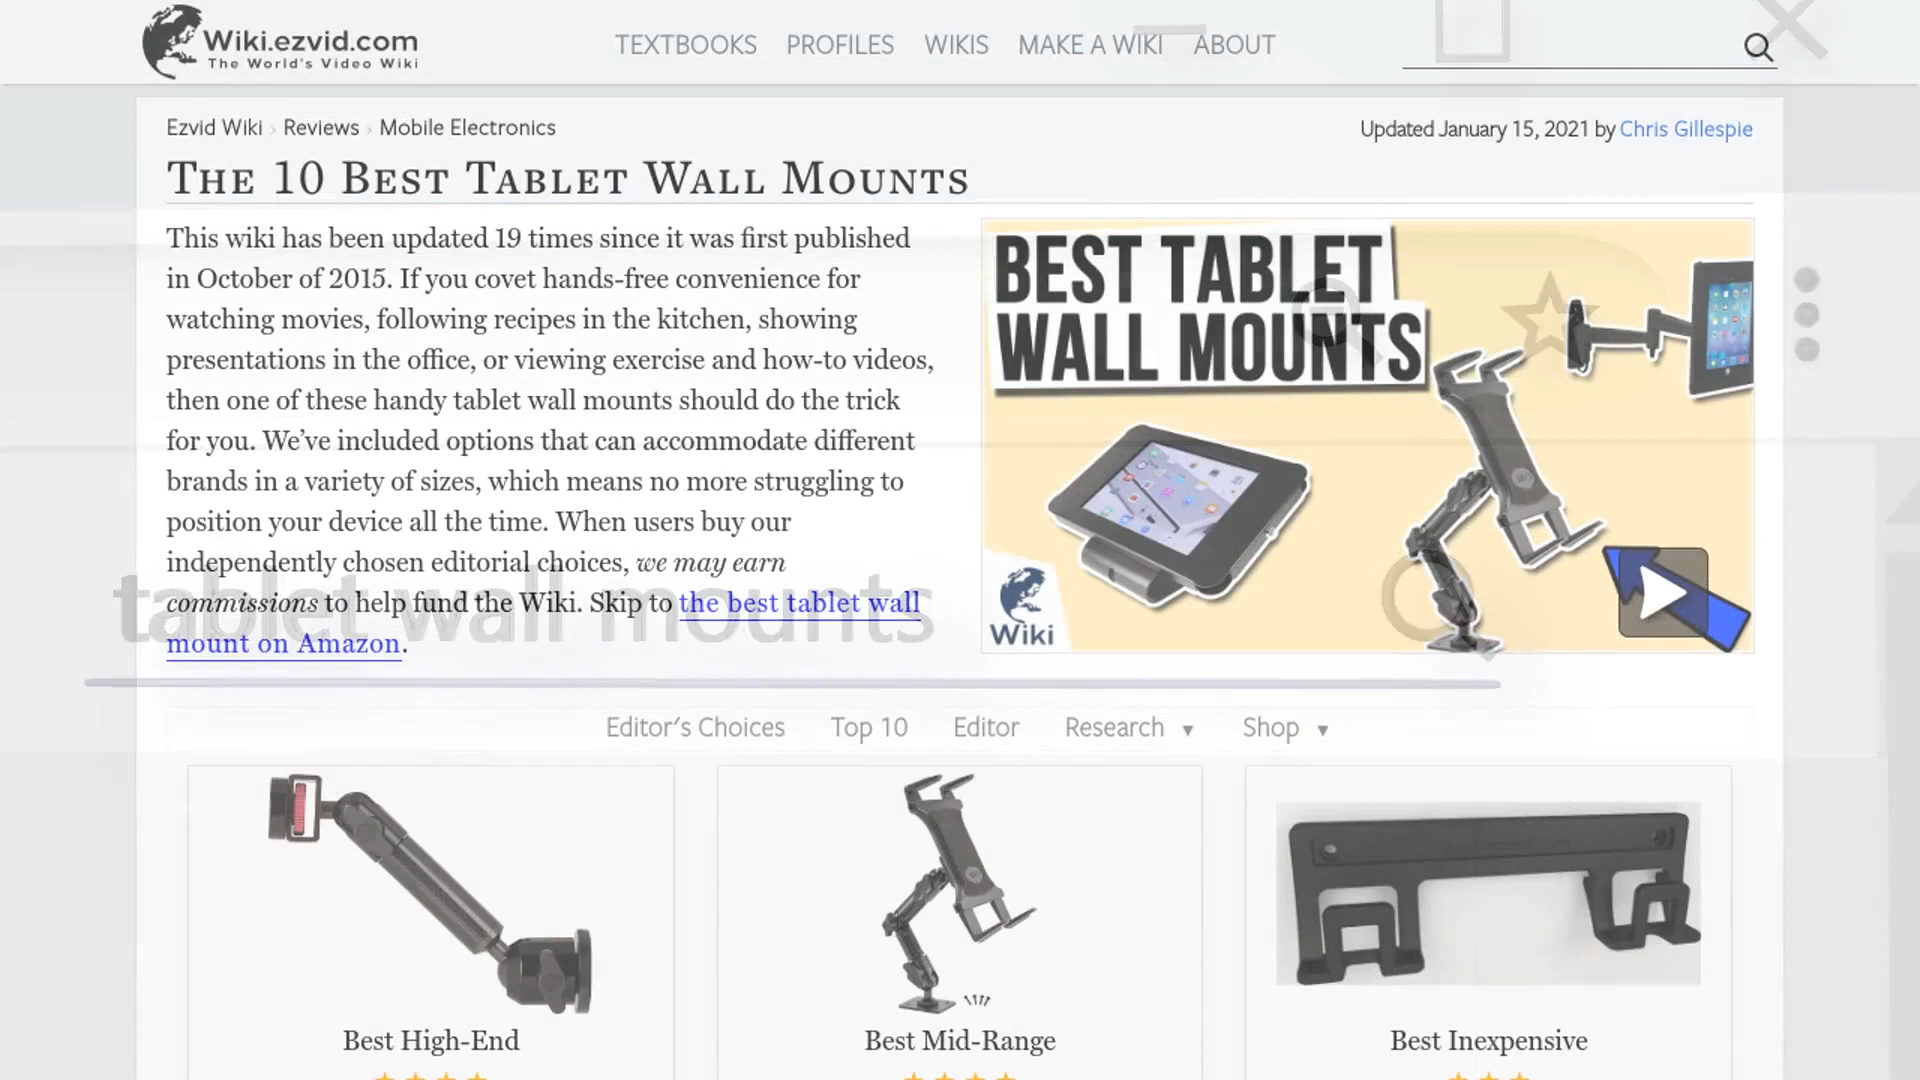 Wiki.ezvid.com
The World's Video Wiki
TEXTBOOKS PROFILES WIKIS MAKE A WIKI ABOUT
Ezvid Wiki › Reviews › Mobile Electronics
Updated January 15, 2021 by Chris Gillespie
THE 10 BEST TABLET WALL MOUNTS
This wiki has been updated 19 times since it was first published
in October of 2015. If you covet hands-free convenience for
watching movies, following recipes in the kitchen, showing
presentations in the office, or viewing exercise and how-to videos,
then one of these handy tablet wall mounts should do the trick
for you. We’ve included options that can accommodate different
brands in a variety of sizes, which means no more struggling to
position your device all the time. When users buy our
independently chosen editorial choices, we may earn
commissions to help fund the Wiki. Skip to the best tablet wall
mount on Amazon.
tablet wall mounts
BEST TABLET
WALL MOUNTS
Wiki
Editor’s Choices Top 10 Editor Research ▼ Shop ▼
Best High-End
Best Mid-Range
Best Inexpensive